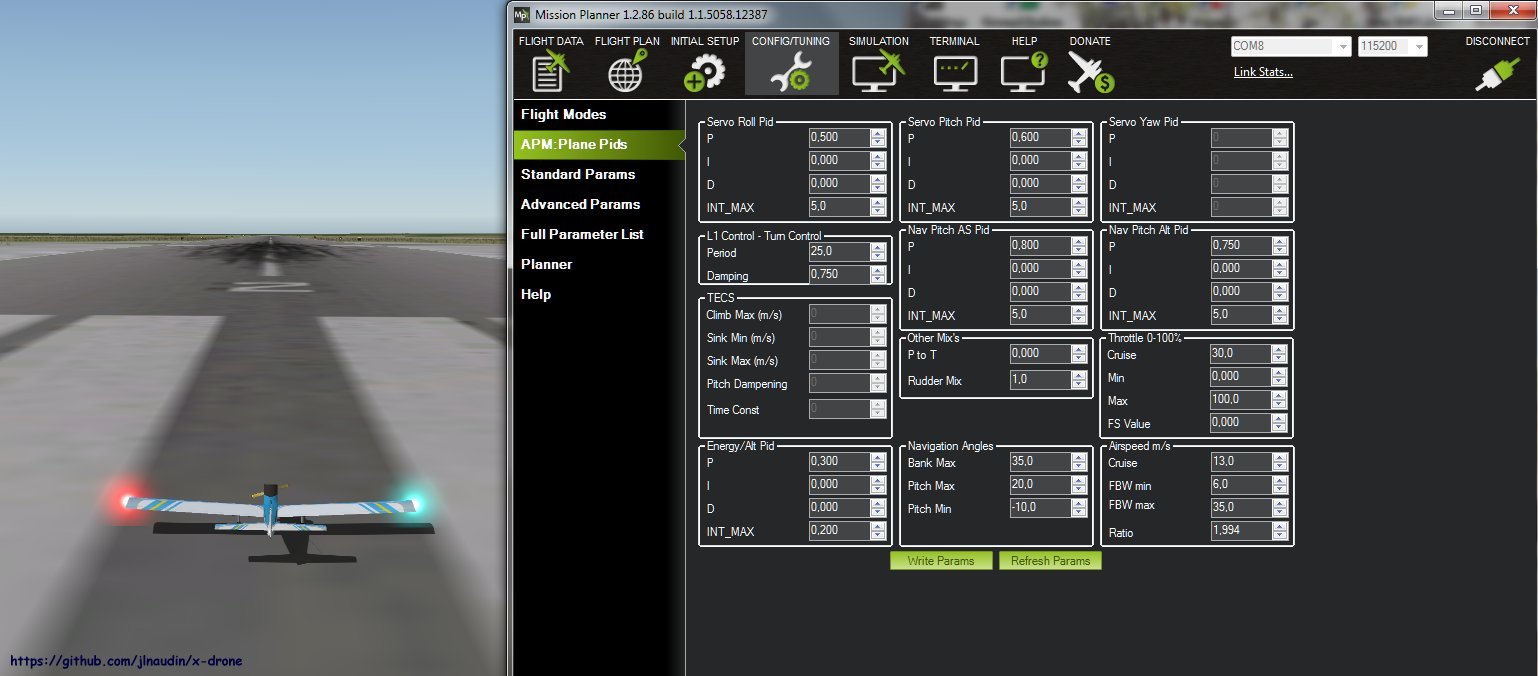 Mp Mission Planner 1.2.86 build 1.1.5058.12387
FLIGHT DATA FLIGHT PLAN INITIAL SETUP CONFIG/TUNING SIMULATION TERMINAL HELP DONATE
COM8 115200 DISCONNECT
Link Stats...
Flight Modes
APM:Plane Pids
Standard Params
Advanced Params
Full Parameter List
Planner
Help
Servo Roll Pid
P 0,500
I 0,000
D 0,000
INT_MAX 5,0
Servo Pitch Pid
P 0,600
I 0,000
D 0,000
INT_MAX 5,0
Servo Yaw Pid
P 0
I 0
D 0
INT_MAX 0
L1 Control - Turn Control
Period 25,0
Damping 0,750
Nav Pitch AS Pid
P 0,800
I 0,000
D 0,000
INT_MAX 5,0
Nav Pitch Alt Pid
P 0,750
I 0,000
D 0,000
INT_MAX 5,0
TECS
Climb Max (m/s) 0
Sink Min (m/s) 0
Sink Max (m/s) 0
Pitch Dampening 0
Time Const 0
Other Mix's
P to T 0,000
Rudder Mix 1,0
Throttle 0-100%
Cruise 30,0
Min 0,000
Max 100,0
FS Value 0,000
Energy/Alt Pid
P 0,300
I 0,000
D 0,000
INT_MAX 0,200
Navigation Angles
Bank Max 35,0
Pitch Max 20,0
Pitch Min -10,0
Airspeed m/s
Cruise 13,0
FBW min 6,0
FBW max 35,0
Ratio 1,994
Write Params Refresh Params
https://github.com/jlnaudin/x-drone